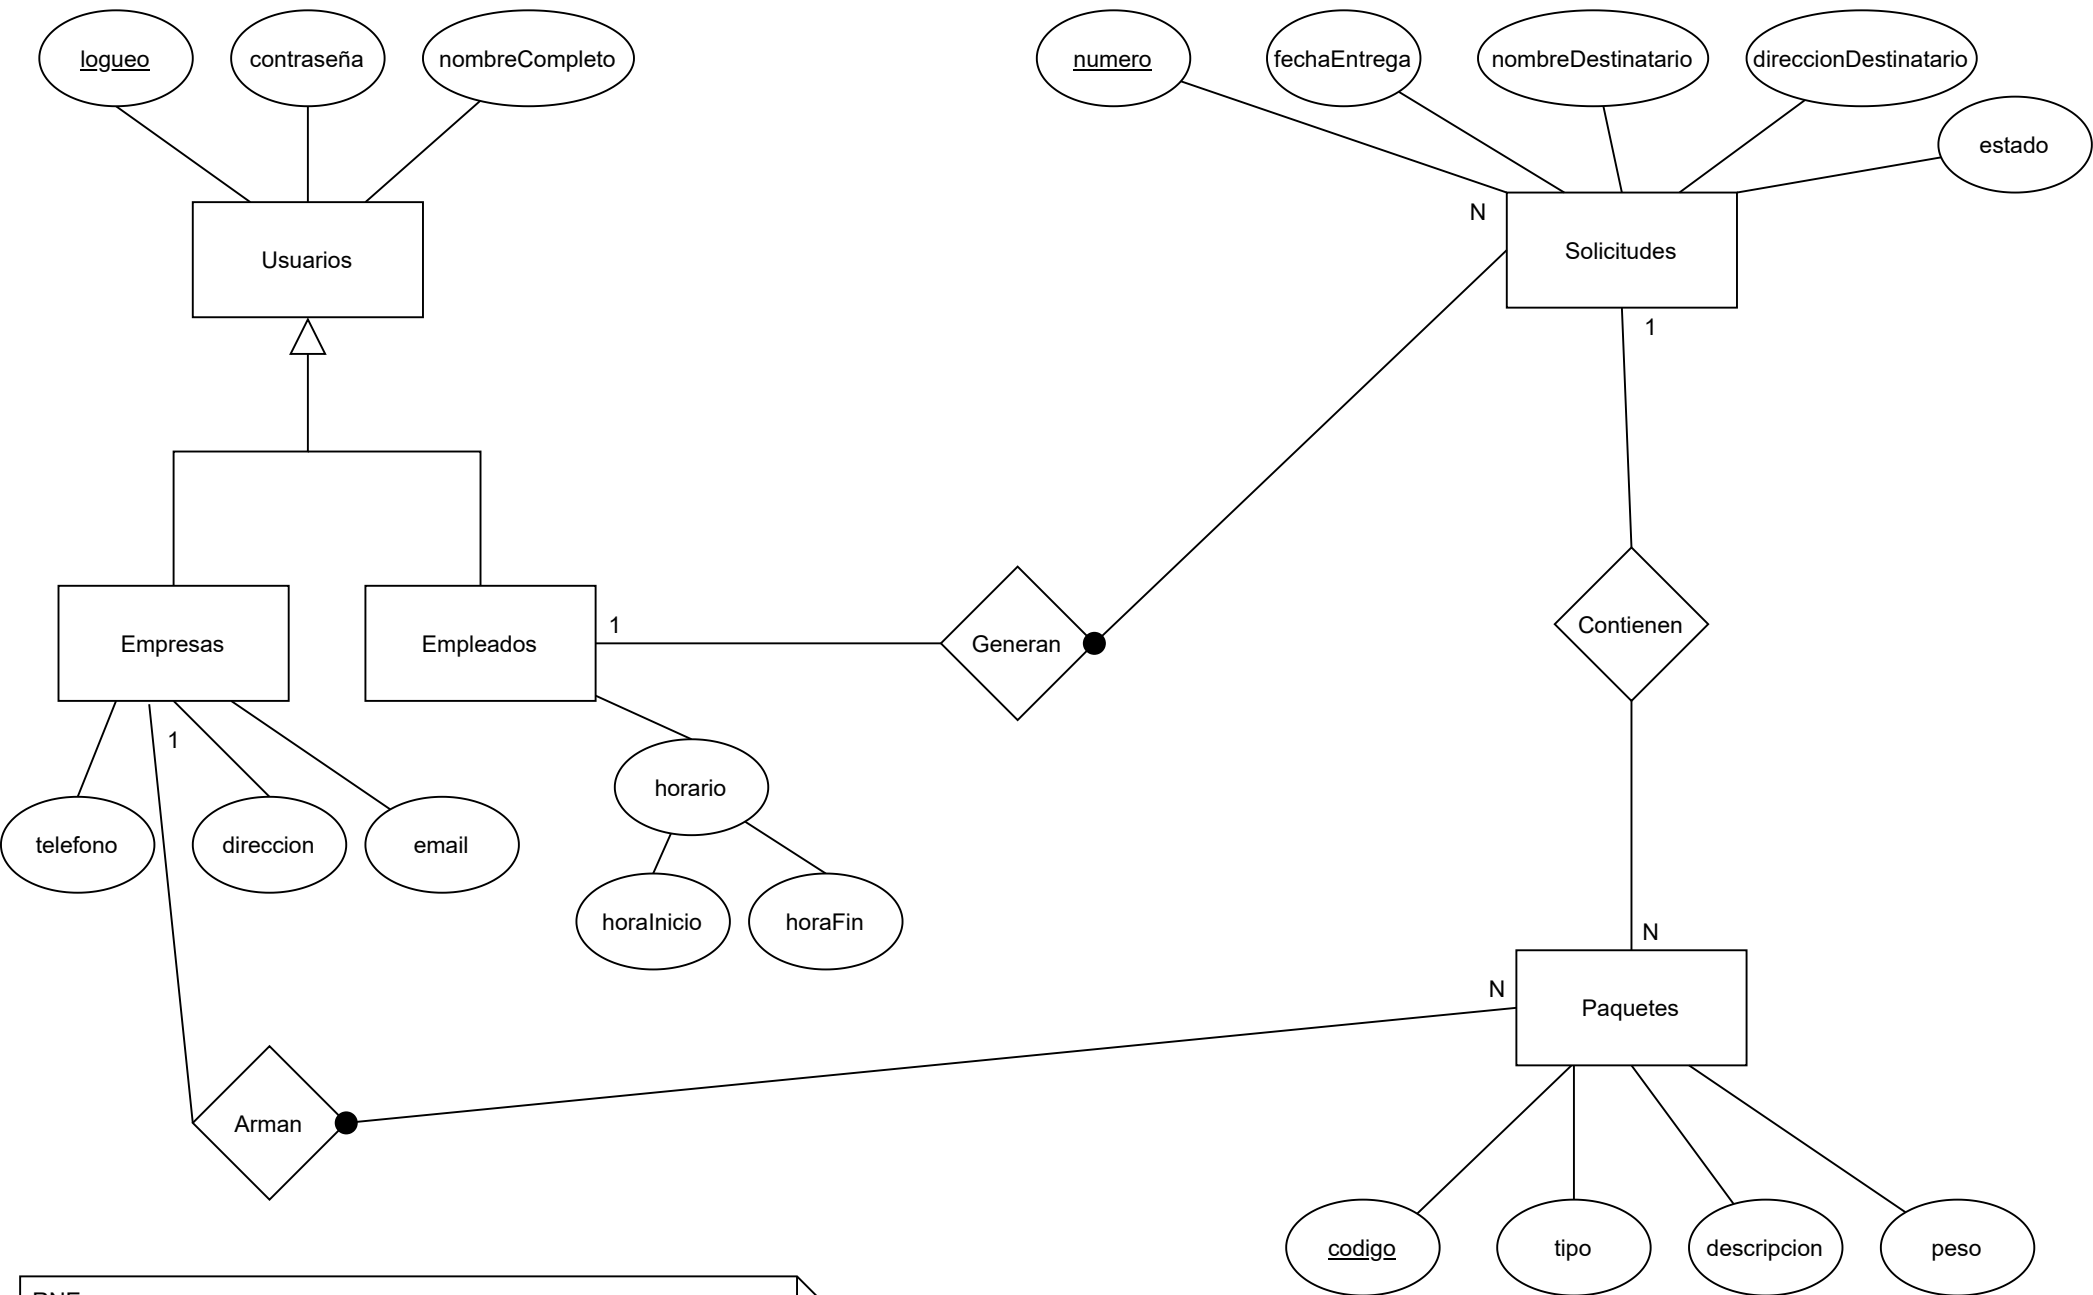 logueo
contraseña
nombreCompleto
numero
fechaEntrega
nombreDestinatario
direccionDestinatario
estado
N
Usuarios
Solicitudes
1
1
Empresas
Empleados
Generan
Contienen
1
horario
telefono
direccion
email
horaInicio
horaFin
N
N
Paquetes
Arman
codigo
tipo
descripcion
peso